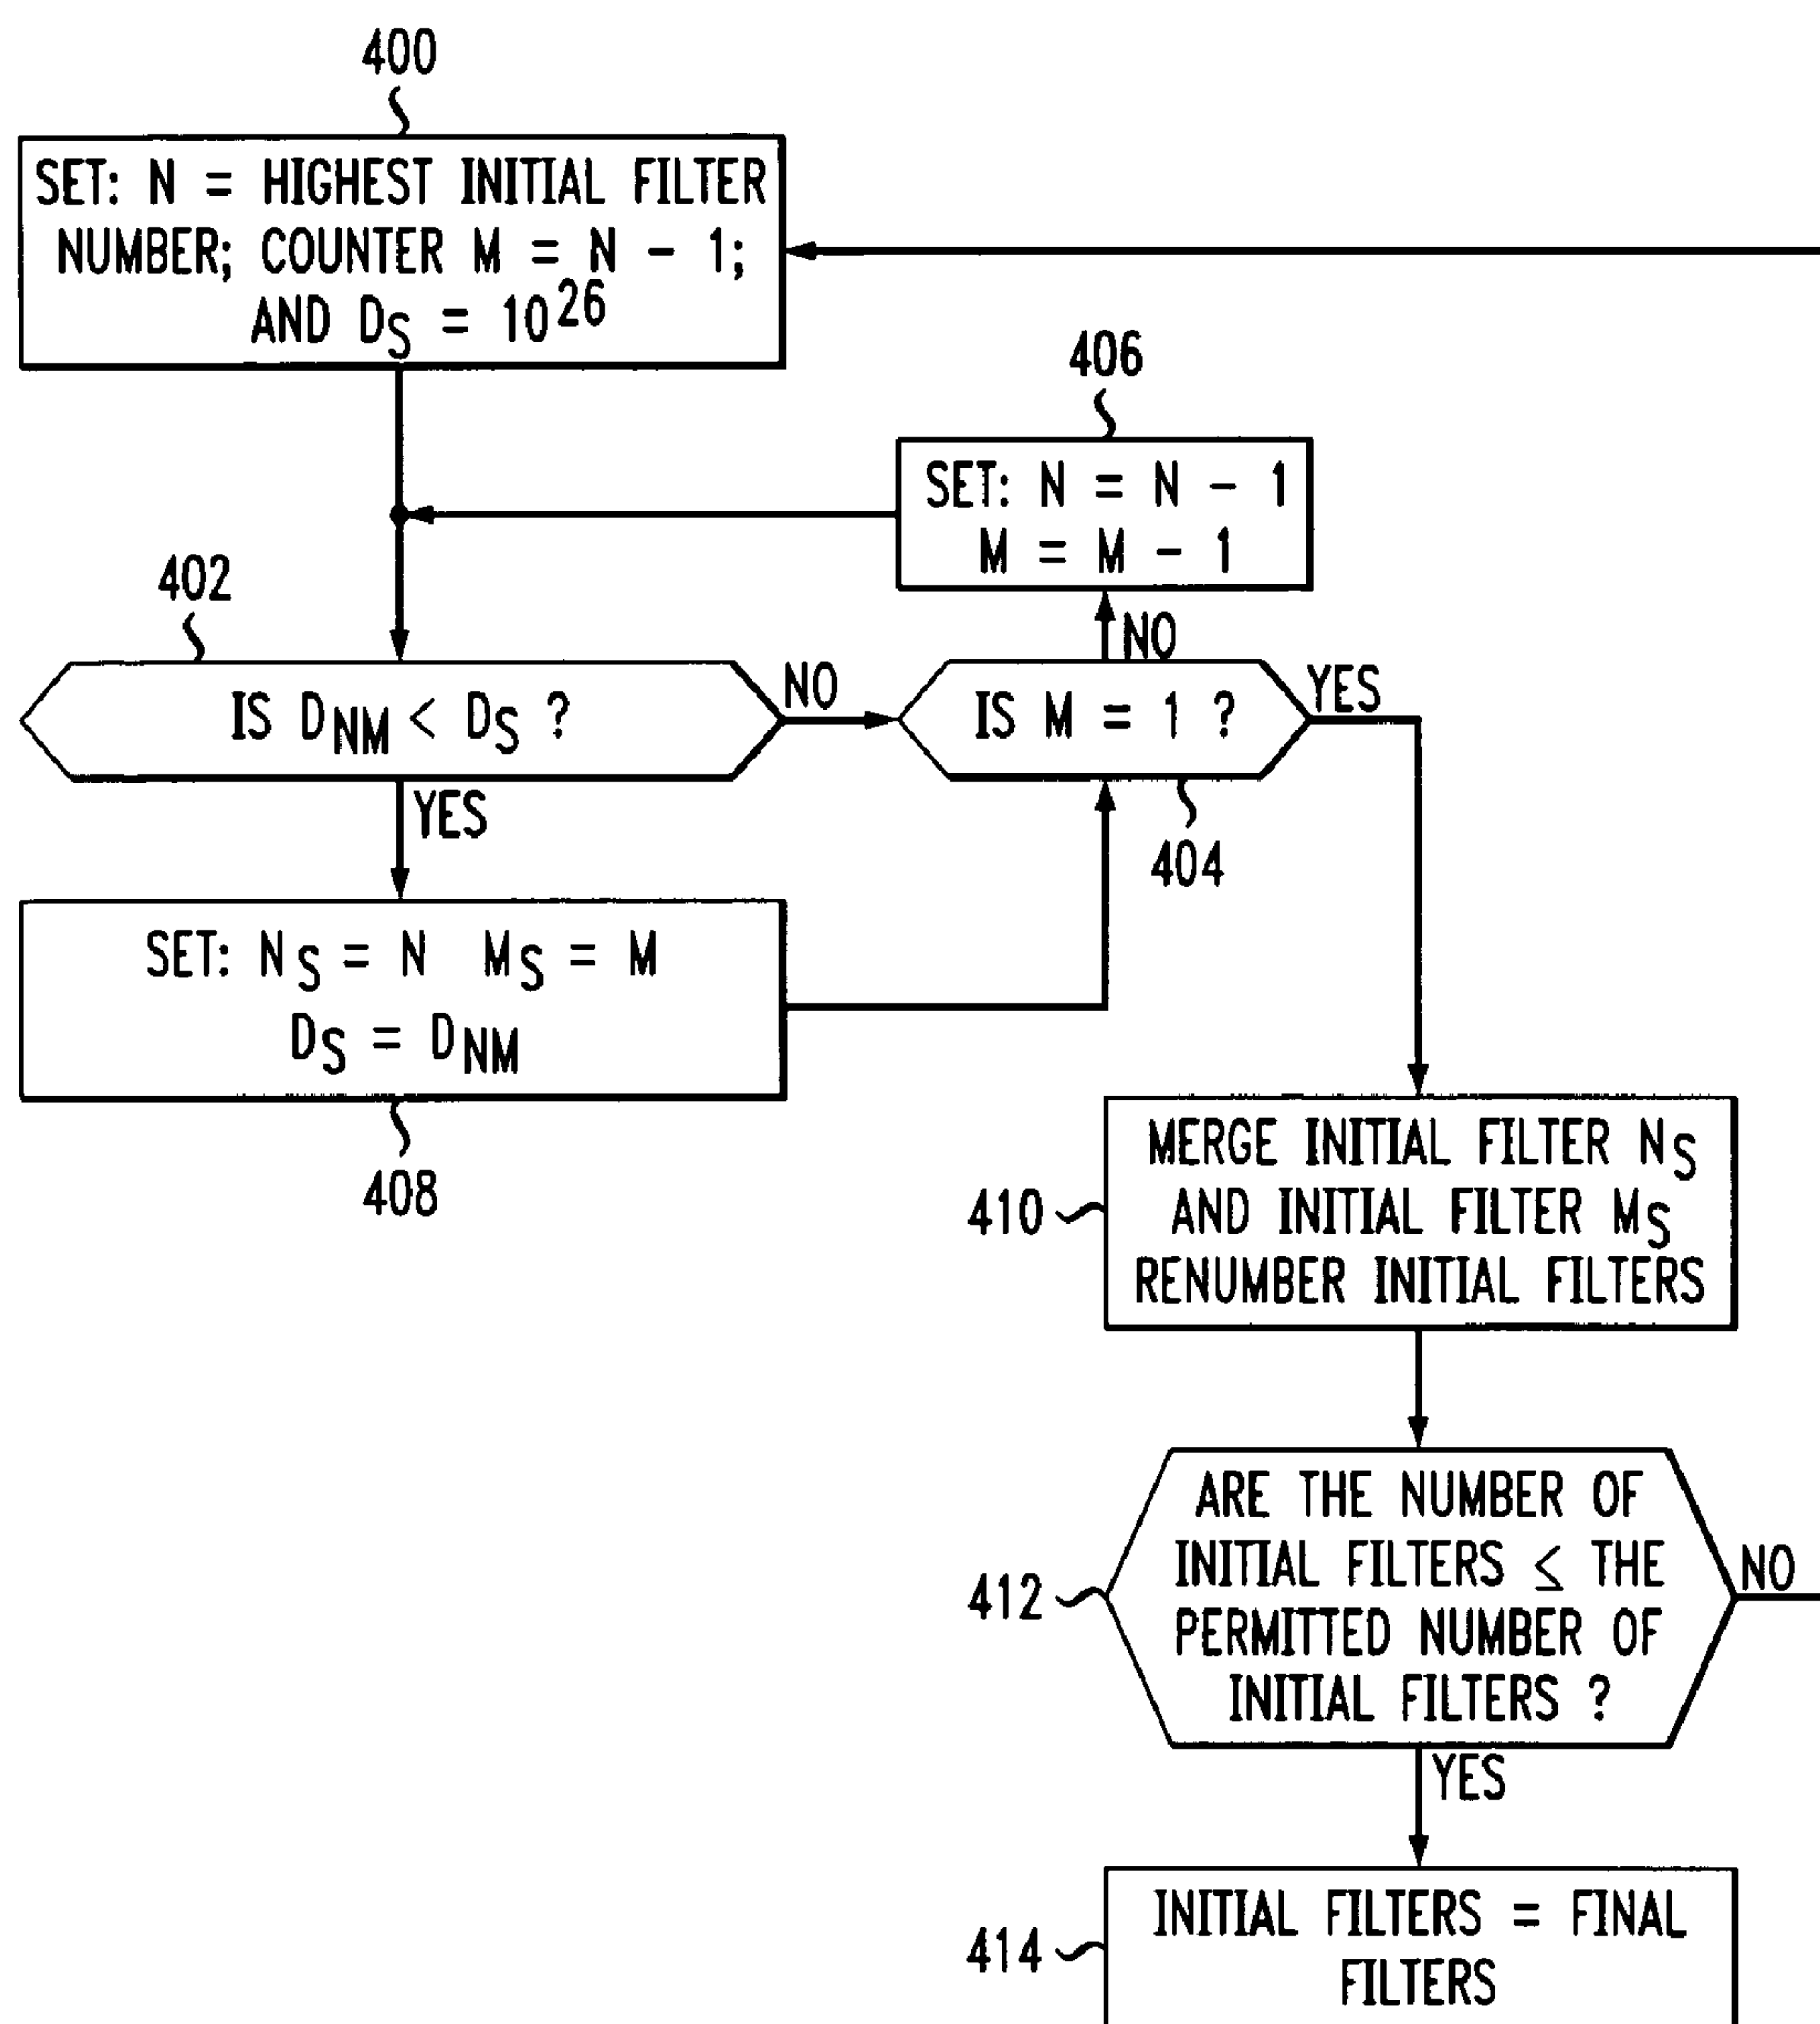 400
SET: N = HIGHEST INITIAL FILTER
NUMBER; COUNTER M = N - 1;
AND DS = 10^26
406
SET: N = N - 1
M = M - 1
402
NO
IS DNM < DS ?
NO
IS M = 1 ?
YES
YES
404
SET: NS = N MS = M
DS = DNM
408
410
MERGE INITIAL FILTER NS
AND INITIAL FILTER MS
RENUMBER INITIAL FILTERS
412
ARE THE NUMBER OF
INITIAL FILTERS ≤ THE
PERMITTED NUMBER OF
INITIAL FILTERS ?
NO
YES
414
INITIAL FILTERS = FINAL
FILTERS